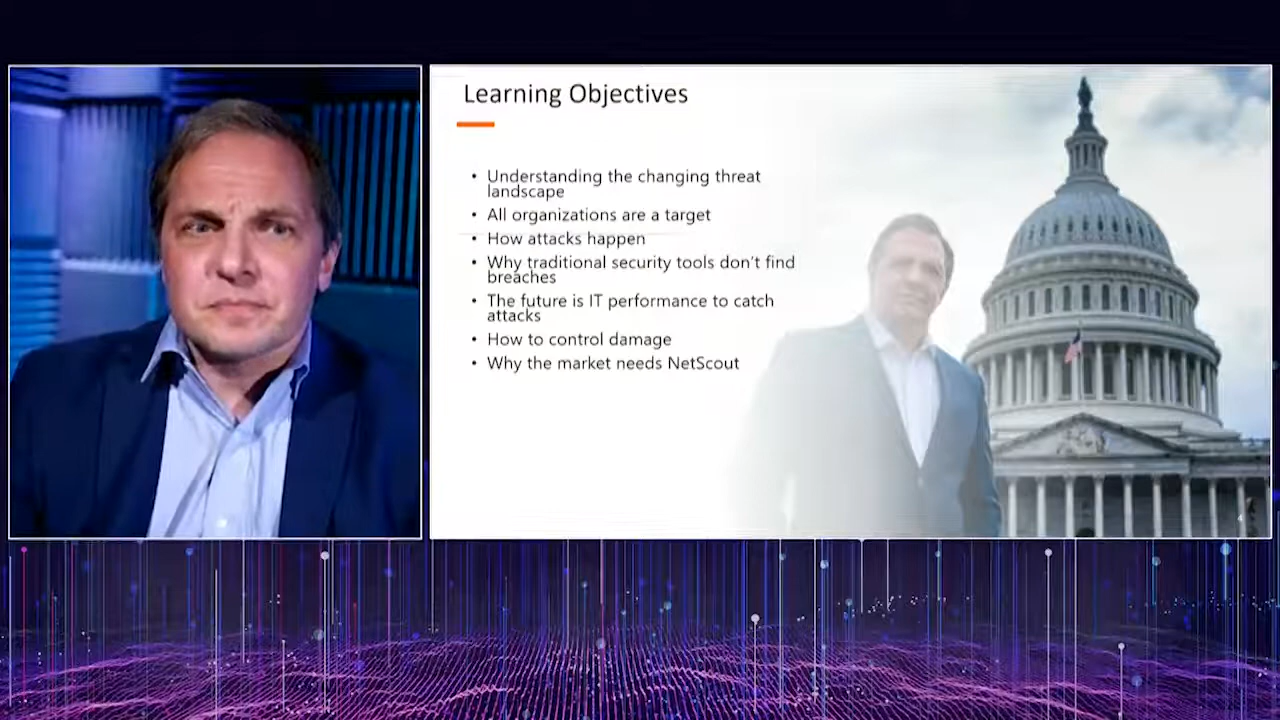 Learning Objectives
• Understanding the changing threat
landscape
• All organizations are a target
• How attacks happen
• Why traditional security tools don't find
breaches
• The future is IT performance to catch
attacks
• How to control damage
• Why the market needs NetScout
4